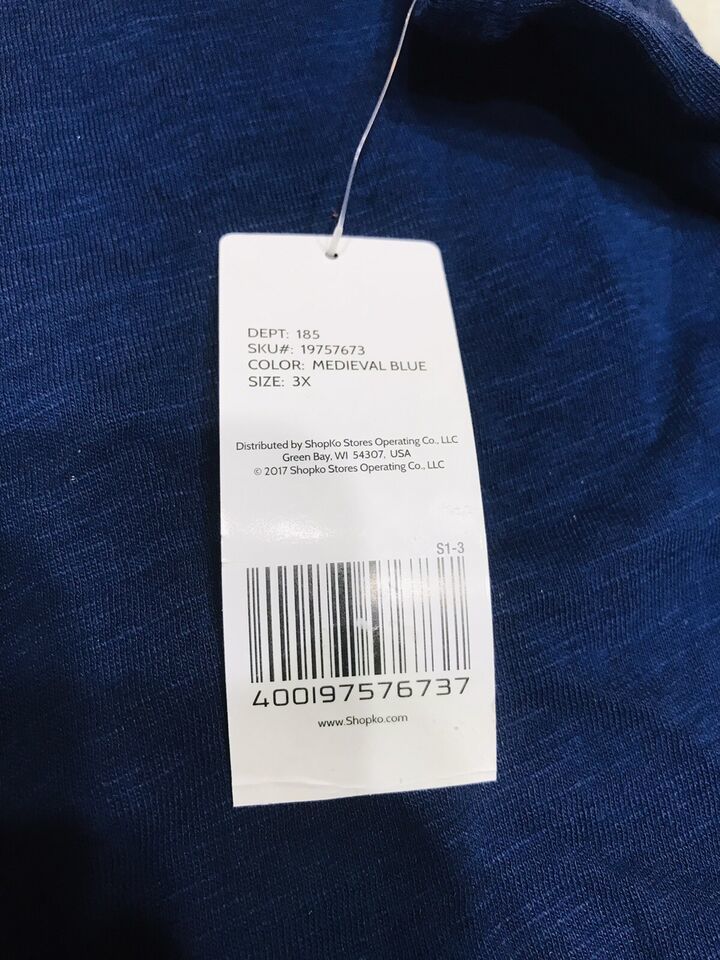 DEPT: 185
SKU#: 19757673
COLOR: MEDIEVAL BLUE
SIZE: 3X
Distributed by ShopKo Stores Operating Co., LLC
Green Bay, WI 54307, USA
© 2017 Shopko Stores Operating Co., LLC
S1-3
400197576737
www.Shopko.com